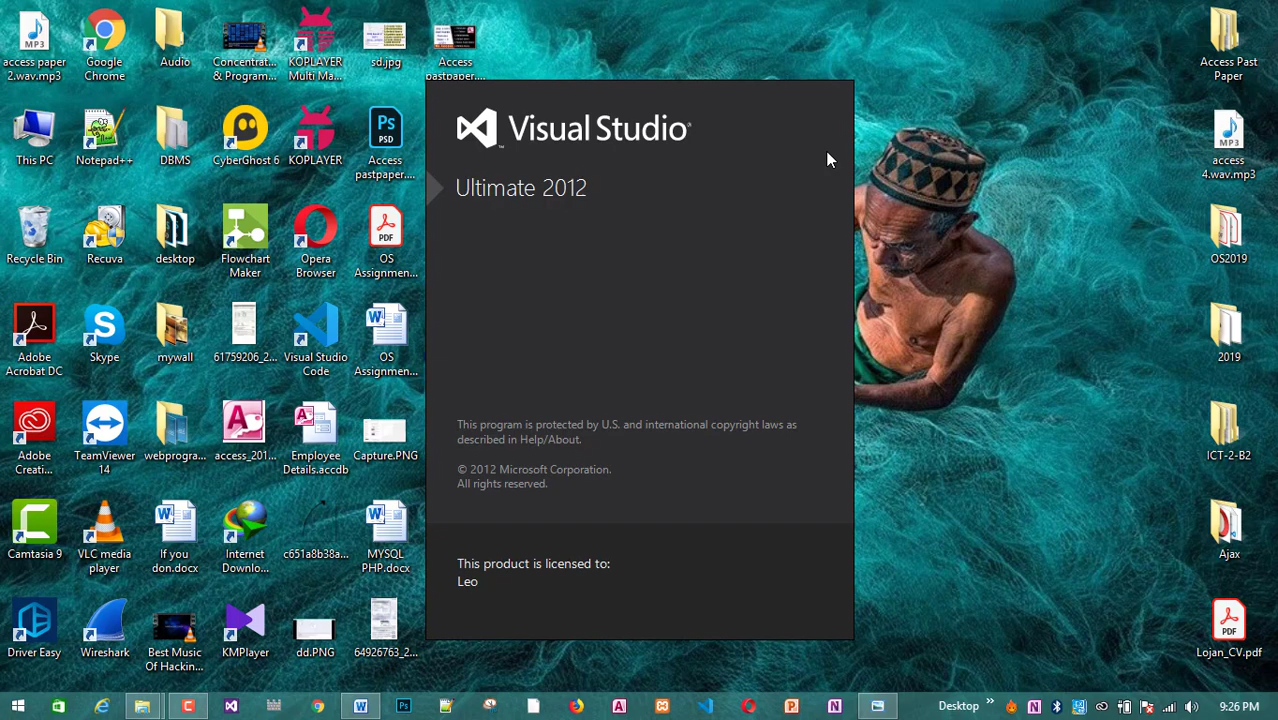 access paper
2.wav.mp3
Google
Chrome
Audio
Concentrat...
& Program...
KOPLAYER
Multi Ma...
sd.jpg
Access
pastpaper....
This PC
Notepad++
DBMS
CyberGhost 6
KOPLAYER
Access
pastpaper....
Recycle Bin
Recuva
desktop
Flowchart
Maker
Opera
Browser
OS
Assignmen...
Adobe
Acrobat DC
Skype
mywall
61759206_2...
Visual Studio
Code
OS
Assignmen...
Adobe
Creati...
TeamViewer
14
webprogra...
access_201...
Employee
Details.accdb
Capture.PNG
Camtasia 9
VLC media
player
If you
don.docx
Internet
Downlo...
c651a8b38a...
MYSQL
PHP.docx
Driver Easy
Wireshark
Best Music
Of Hackin...
KMPlayer
dd.PNG
64926763_2...
Visual Studio
Ultimate 2012
This program is protected by U.S. and international copyright laws as
described in Help/About.
© 2012 Microsoft Corporation.
All rights reserved.
This product is licensed to:
Leo
Access Past
Paper
access
4.wav.mp3
OS2019
2019
ICT-2-B2
Ajax
Lojan_CV.pdf
Desktop
9:26 PM